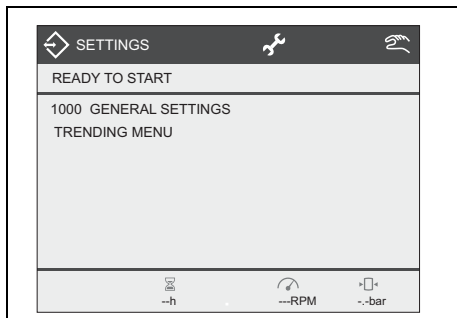 SETTINGS
READY TO START
1000 GENERAL SETTINGS
TRENDING MENU
--h ---RPM -.-bar